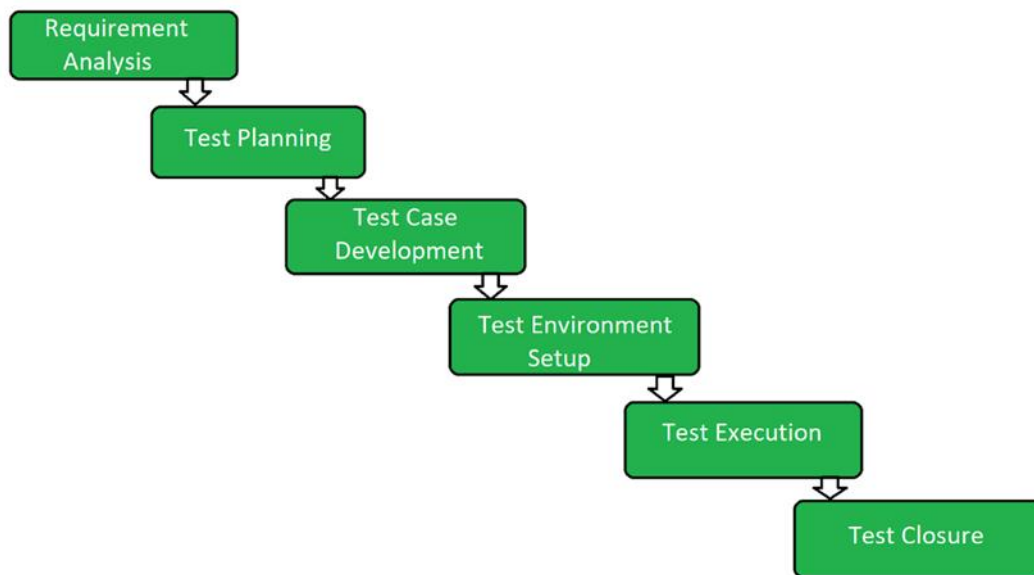 Requirement
Analysis
Test Planning
Test Case
Development
Test Environment
Setup
Test Execution
Test Closure